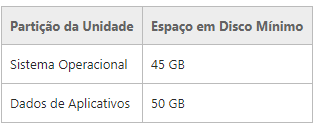 Partição da Unidade Espaço em Disco Mínimo
Sistema Operacional 45 GB
Dados de Aplicativos 50 GB